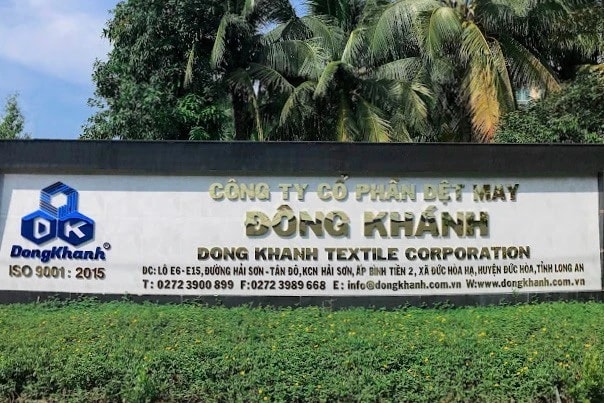 DK
DongKhanh®
ISO 9001 : 2015
CÔNG TY CỔ PHẦN DỆT MAY
ĐÔNG KHÁNH
DONG KHANH TEXTILE CORPORATION
ĐC: LÔ E6 - E15, ĐƯỜNG HẢI SƠN - TÂN ĐÔ, KCN HẢI SƠN, ẤP BÌNH TIỀN 2, XÃ ĐỨC HÒA HẠ, HUYỆN ĐỨC HÒA, TỈNH LONG AN
T : 0272 3900 899 F: 0272 3989 668 E : info@dongkhanh.com.vn W: www.dongkhanh.com.vn